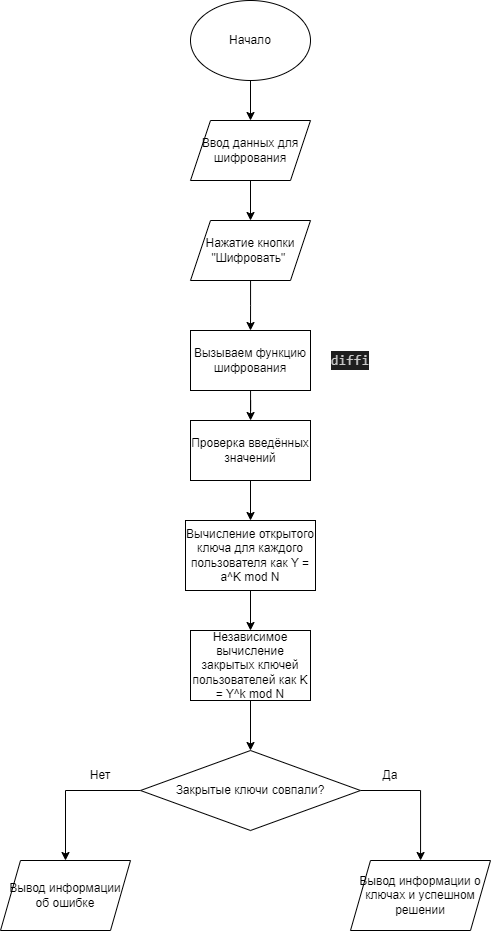 Начало
Ввод данных для
шифрования
Нажатие кнопки
"Шифровать"
Вызываем функцию
шифрования
diffi
Проверка введённых
значений
Вычисление открытого
ключа для каждого
пользователя как Y =
a^K mod N
Независимое
вычисление
закрытых ключей
пользователей как K
= Y^k mod N
Закрытые ключи совпали?
Нет
Да
Вывод информации
об ошибке
Вывод информации о
ключах и успешном
решении